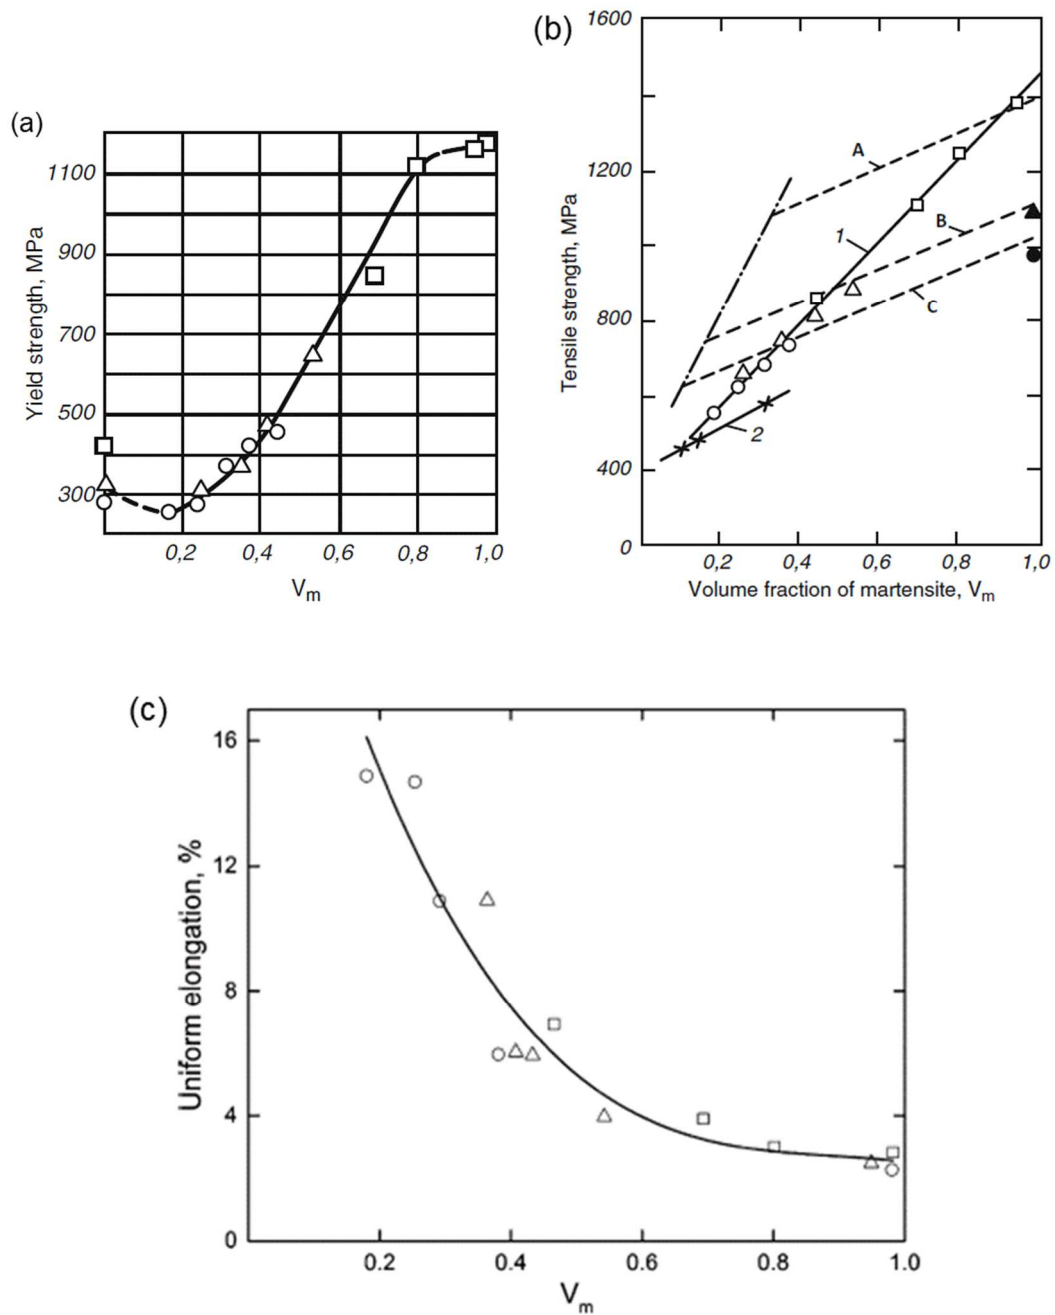 (a)
Yield strength, MPa
1100
900
700
500
300
0,2 0,4 0,6 0,8 1,0
Vm
(b)
Tensile strength, MPa
1600
1200
800
400
0
A
B
C
1
2
0,2 0,4 0,6 0,8 1,0
Volume fraction of martensite, Vm
(c)
Uniform elongation, %
16
12
8
4
0
0.2 0.4 0.6 0.8 1.0
Vm